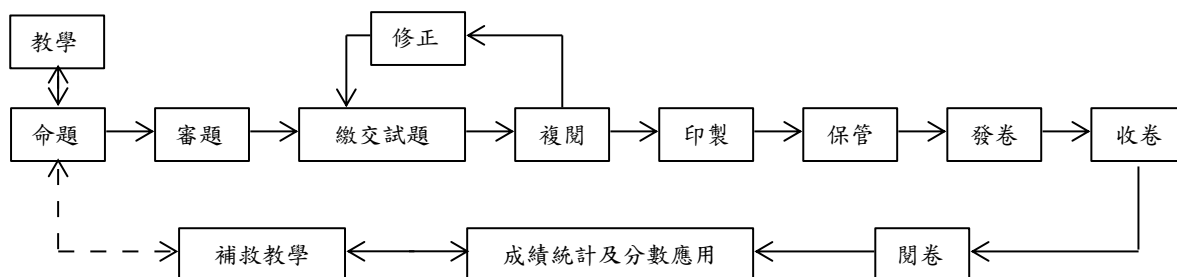 教學
修正
命題
審題
繳交試題
複閱
印製
保管
發卷
收卷
補救教學
成績統計及分數應用
閱卷